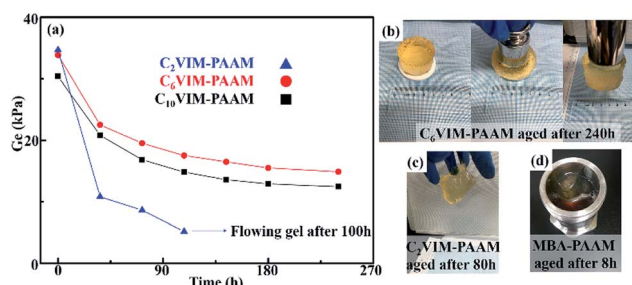 (a)
C₂VIM-PAAM
C₆VIM-PAAM
C₁₀VIM-PAAM
Flowing gel after 100h
Ge (kPa)
40
20
0
0 90 180 270
Time (h)
(b)
C₆VIM-PAAM aged after 240h
(c)
C₂VIM-PAAM
aged after 80h
(d)
MBA-PAAM
aged after 8h